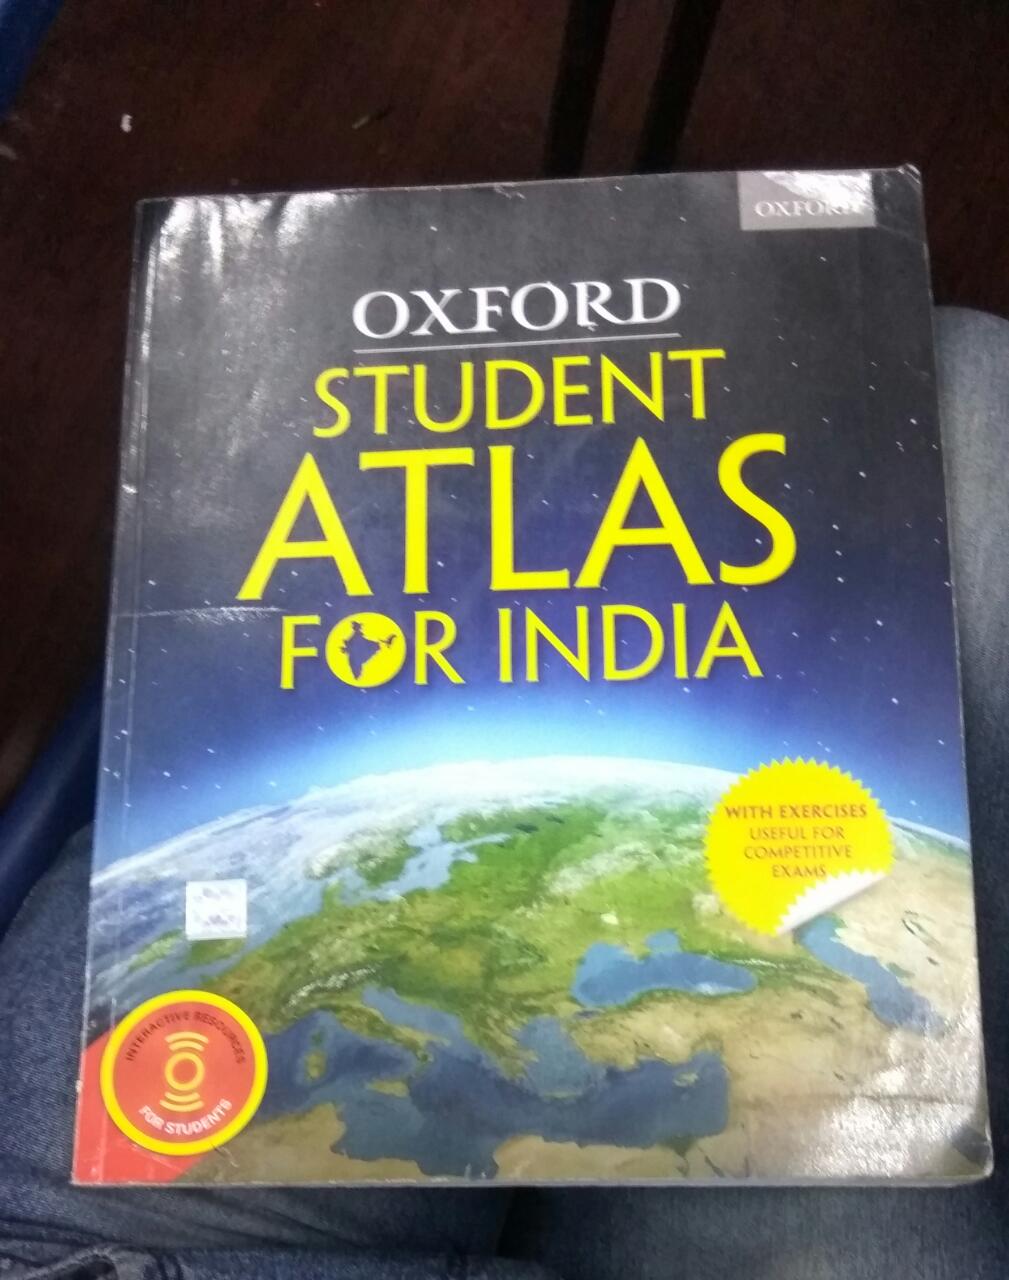 OXFORD
OXFORD
STUDENT
ATLAS
FOR INDIA
WITH EXERCISES
USEFUL FOR
COMPETITIVE
EXAMS
INTERACTIVE RESOURCES
FOR STUDENTS